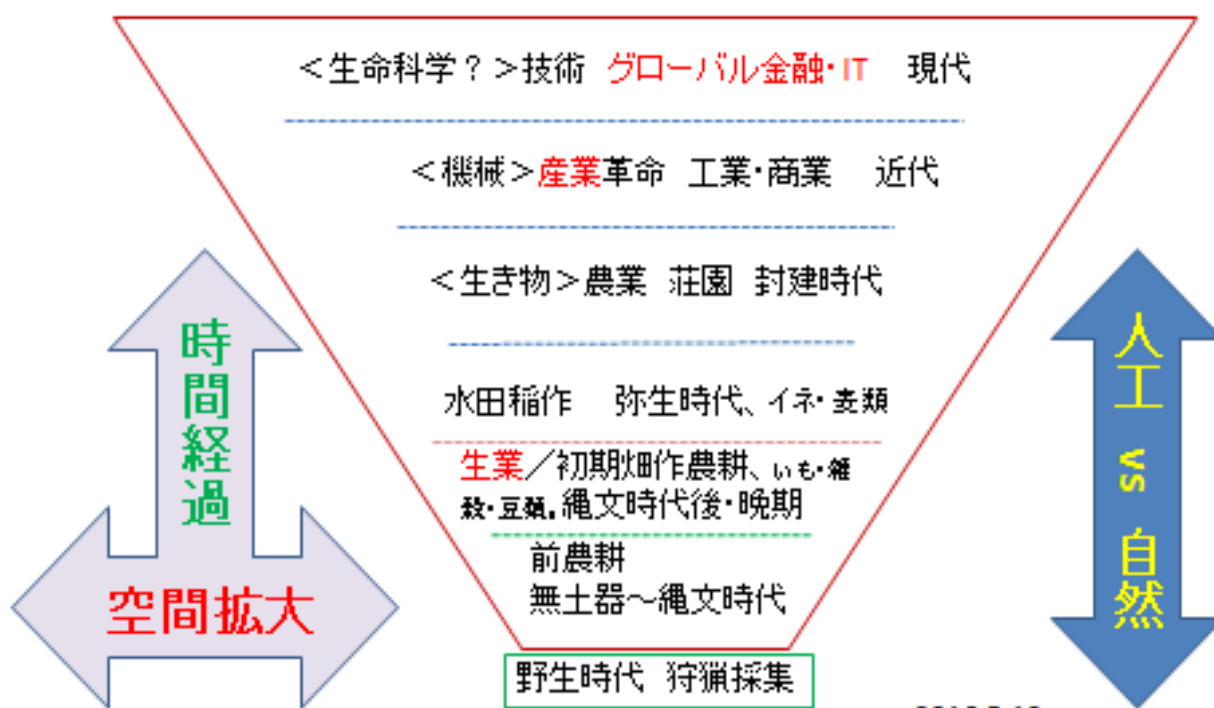 ＜生命科学？＞技術 グローバル金融・IT 現代
＜機械＞産業革命 工業・商業 近代
＜生き物＞農業 荘園 封建時代
水田稲作 弥生時代、イネ・麦類
生業／初期畑作農耕、いも・雑
穀・豆類。縄文時代後・晩期
前農耕
無土器～縄文時代
野生時代 狩猟採集
時間経過
空間拡大
人工 vs 自然